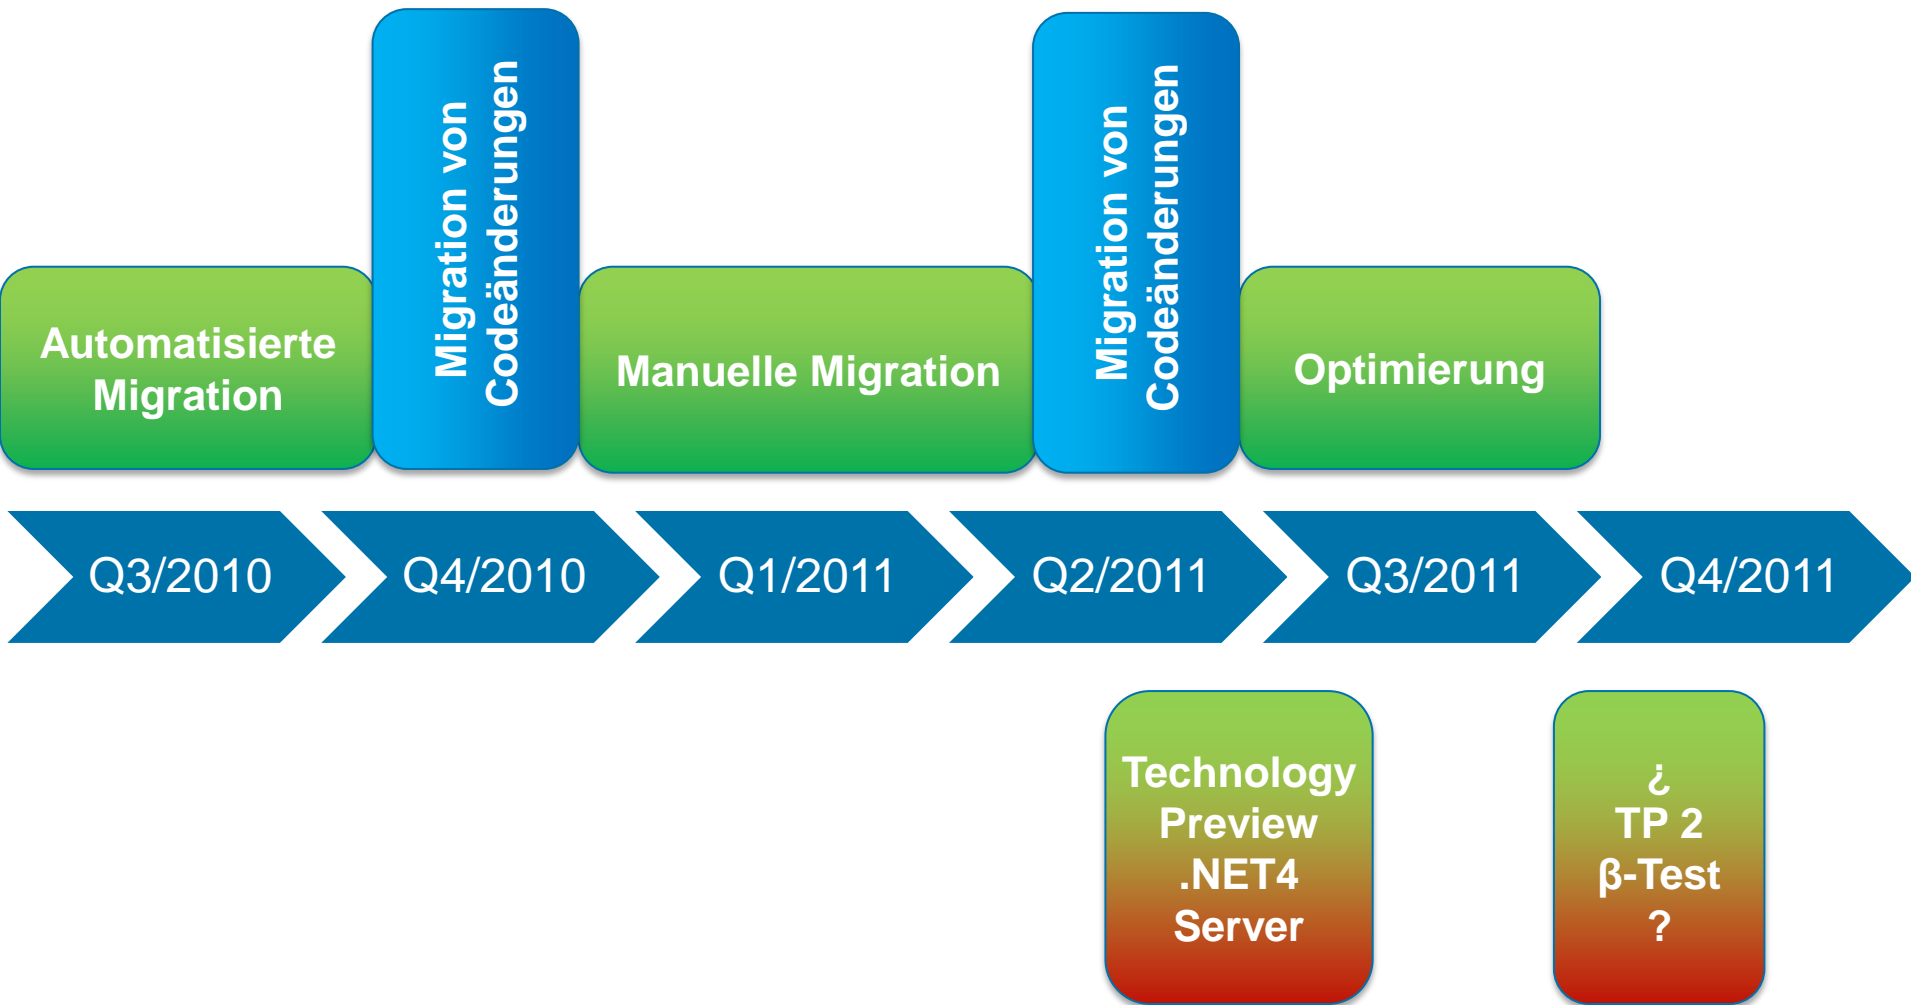 Automatisierte
Migration
Migration von
Codeänderungen
Manuelle Migration
Migration von
Codeänderungen
Optimierung
Q3/2010
Q4/2010
Q1/2011
Q2/2011
Q3/2011
Q4/2011
Technology
Preview
.NET4
Server
¿
TP 2
β-Test
?